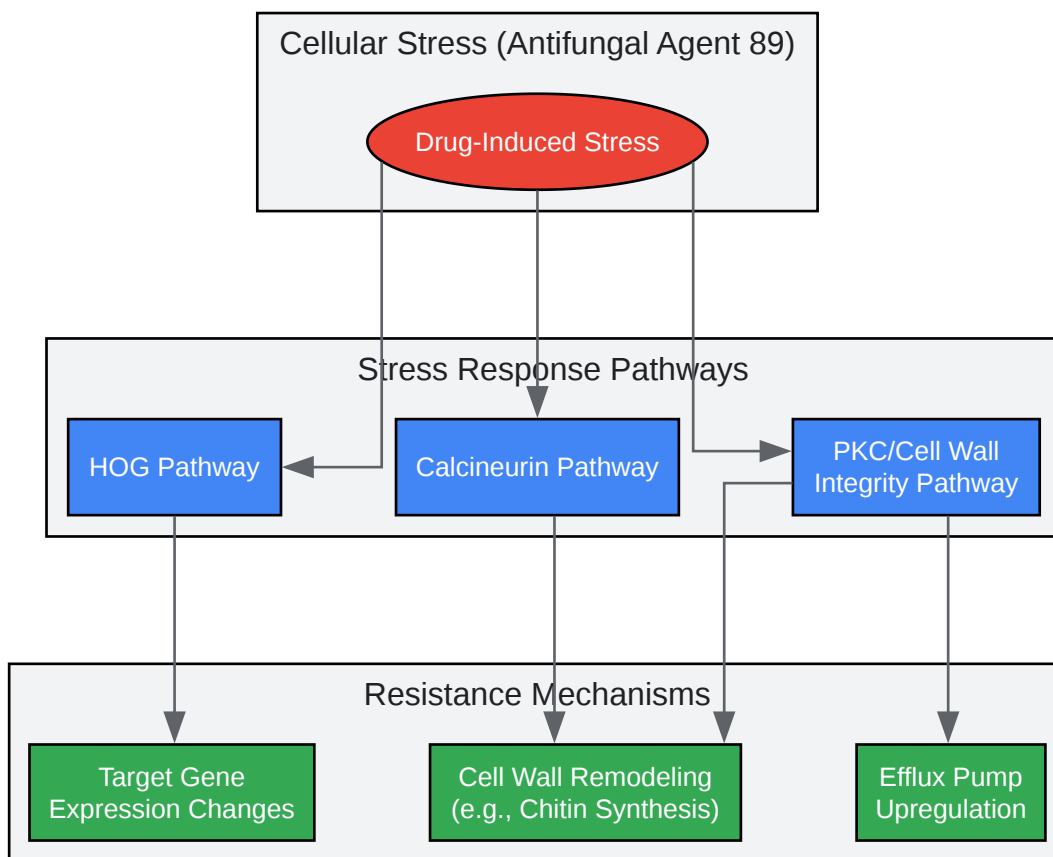 Cellular Stress (Antifungal Agent 89)
Drug-Induced Stress
Stress Response Pathways
HOG Pathway
Calcineurin Pathway
PKC/Cell Wall
Integrity Pathway
Resistance Mechanisms
Target Gene
Expression Changes
Cell Wall Remodeling
(e.g., Chitin Synthesis)
Efflux Pump
Upregulation